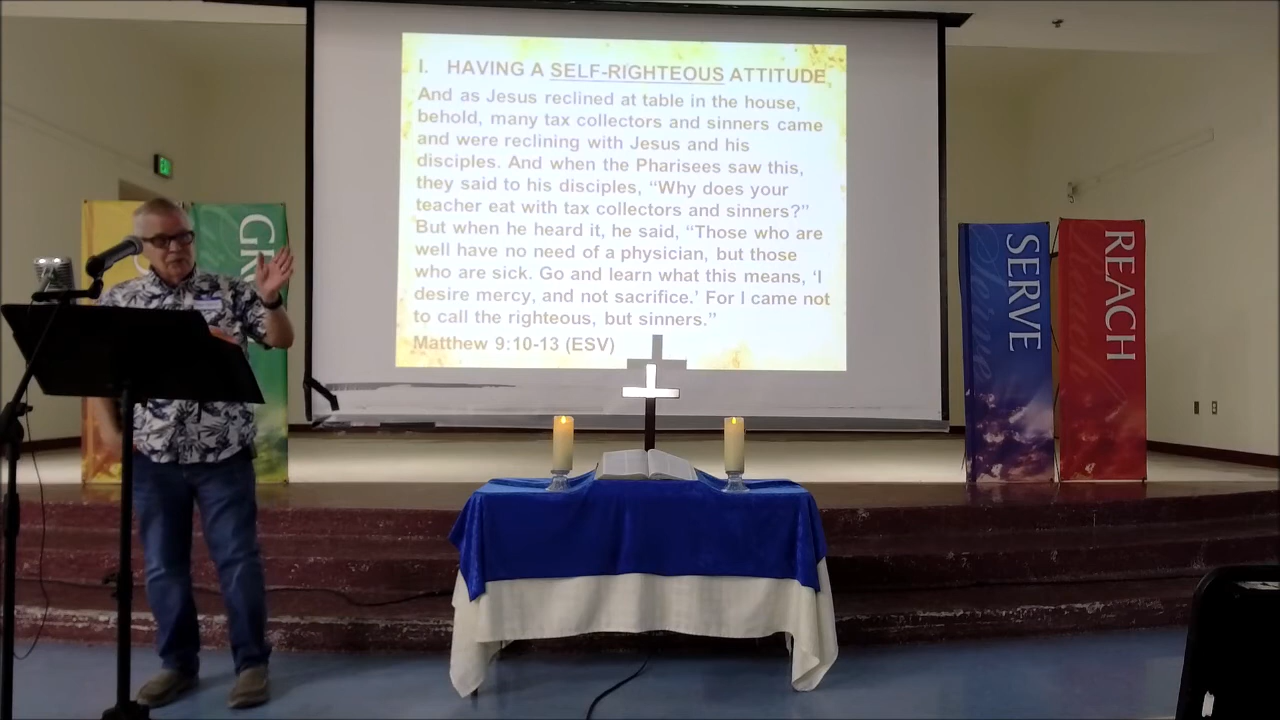 I. HAVING A SELF-RIGHTEOUS ATTITUDE
And as Jesus reclined at table in the house,
behold, many tax collectors and sinners came
and were reclining with Jesus and his
disciples. And when the Pharisees saw this,
they said to his disciples, “Why does your
teacher eat with tax collectors and sinners?”
But when he heard it, he said, “Those who are
well have no need of a physician, but those
who are sick. Go and learn what this means, ‘I
desire mercy, and not sacrifice.’ For I came not
to call the righteous, but sinners.”
Matthew 9:10-13 (ESV)
SERVE
REACH